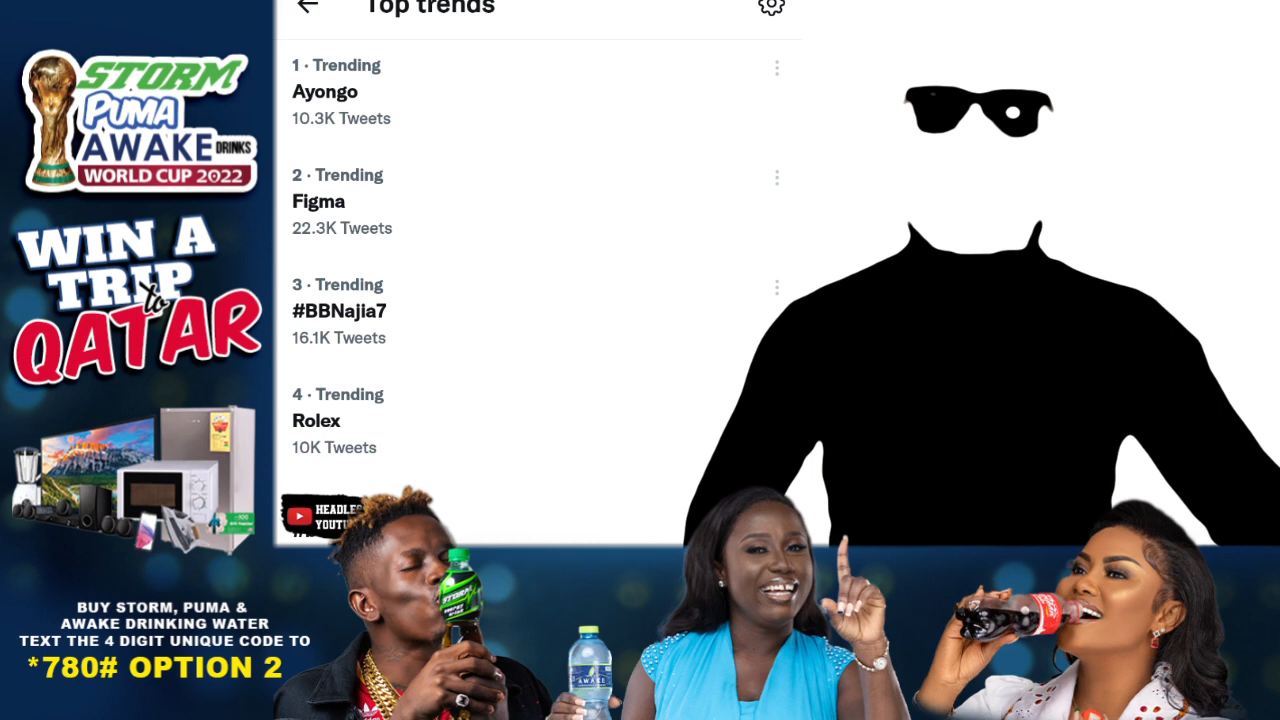 STORM
PUMA
AWAKE DRINKS
WORLD CUP 2022
WIN A
TRIP
to
QATAR
BUY STORM, PUMA &
AWAKE DRINKING WATER
TEXT THE 4 DIGIT UNIQUE CODE TO
*780# OPTION 2
Top trends
1 · Trending
Ayongo
10.3K Tweets
2 · Trending
Figma
22.3K Tweets
3 · Trending
#BBNajia7
16.1K Tweets
4 · Trending
Rolex
10K Tweets
STORM
AWAKE